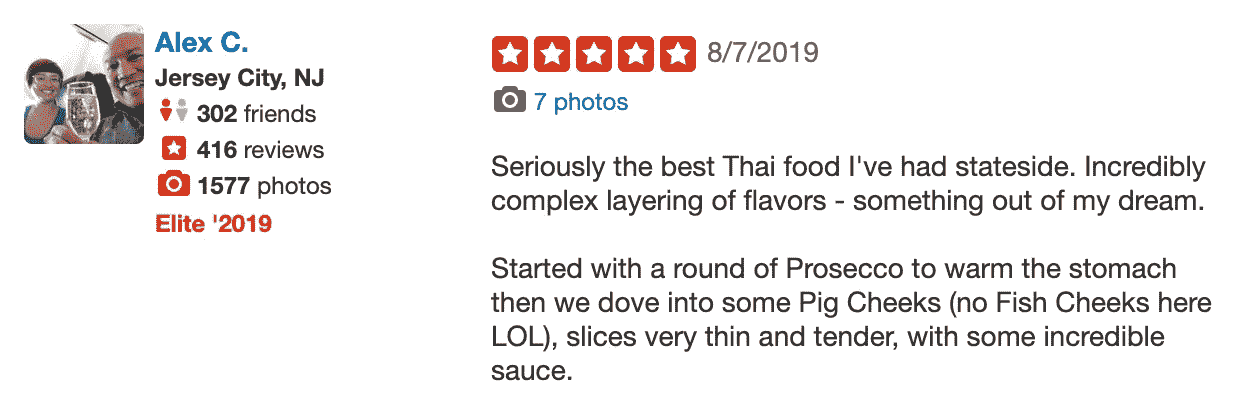 Alex C.
Jersey City, NJ
302 friends
416 reviews
1577 photos
Elite '2019
8/7/2019
7 photos
Seriously the best Thai food I've had stateside. Incredibly
complex layering of flavors - something out of my dream.
Started with a round of Prosecco to warm the stomach
then we dove into some Pig Cheeks (no Fish Cheeks here
LOL), slices very thin and tender, with some incredible
sauce.